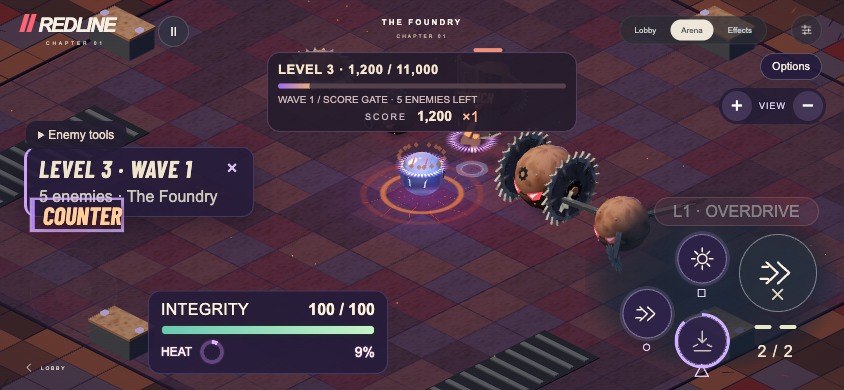 REDLINE
CHAPTER 01
THE FOUNDRY
CHAPTER 01
Lobby Arena Effects
Options
VIEW
LEVEL 3 · 1,200 / 11,000
WAVE 1 / SCORE GATE · 5 ENEMIES LEFT
SCORE 1,200 ×1
Enemy tools
LEVEL 3 · WAVE 1
5 enemies · The Foundry
COUNTER
L1 · OVERDRIVE
2 / 2
INTEGRITY 100 / 100
HEAT 9%
LOBBY